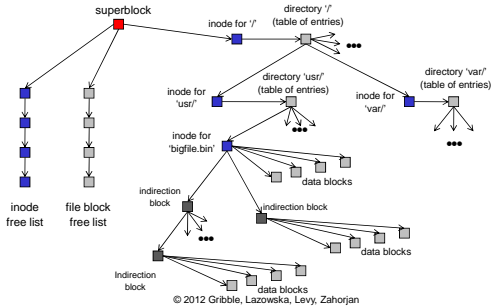 superblock
inode for ‘/’
directory ‘/’
(table of entries)
inode for
‘usr/’
directory ‘usr/’
(table of entries)
inode for
‘var/’
directory ‘var/’
(table of entries)
inode for
‘bigfile.bin’
data blocks
indirection
block
indirection block
data blocks
Indirection
block
data blocks
inode
free list
file block
free list
© 2012 Gribble, Lazowska, Levy, Zahorjan